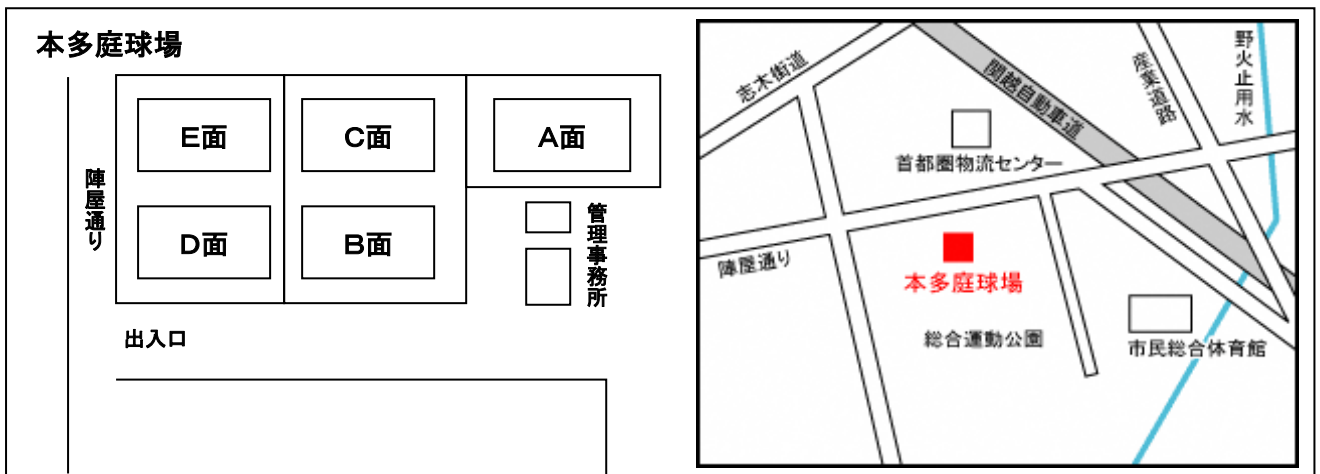 本多庭球場
E面
C面
A面
陣屋通り
D面
B面
管理事務所
出入口
志木街道
関越自動車道
産業道路
野火止用水
首都圏物流センター
陣屋通り
本多庭球場
総合運動公園
市民総合体育館